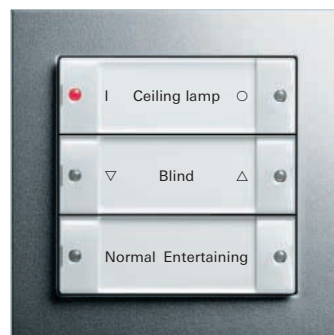 I Ceiling lamp ○
▽ Blind △
Normal Entertaining